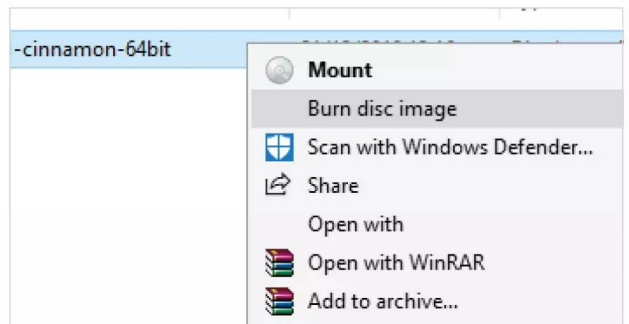 -cinnamon-64bit
Mount
Burn disc image
Scan with Windows Defender...
Share
Open with
Open with WinRAR
Add to archive...